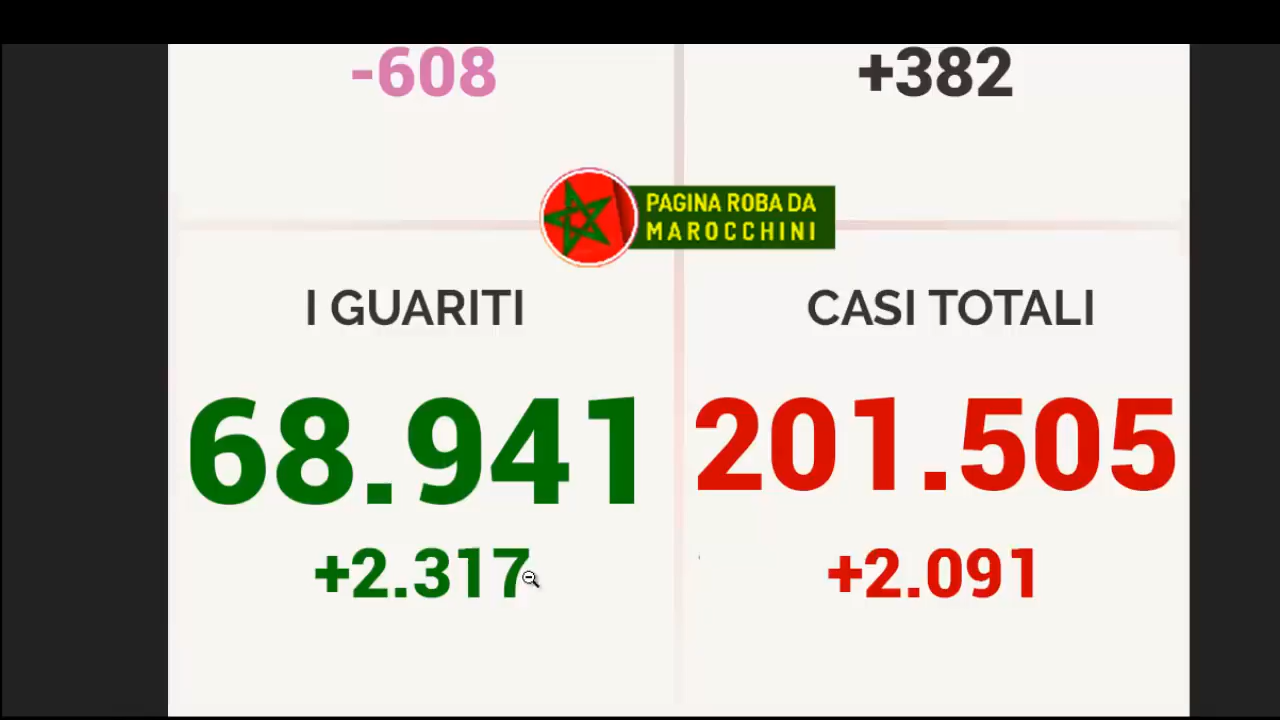 -608
+382
PAGINA ROBA DA
MAROCCHINI
I GUARITI
CASI TOTALI
68.941
201.505
+2.317
+2.091